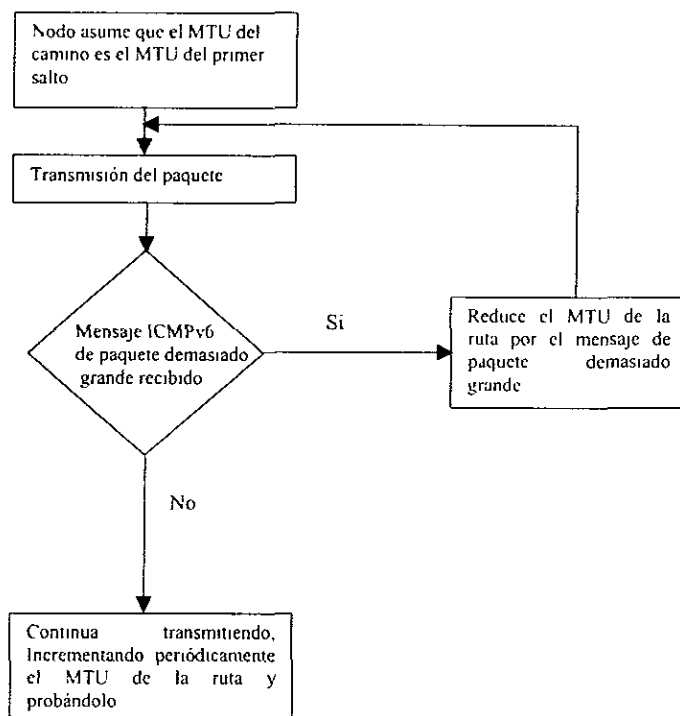 Nodo asume que el MTU del
camino es el MTU del primer
salto
Transmisión del paquete
Mensaje ICMPv6
de paquete demasiado
grande recibido
Si
Reduce el MTU de la
ruta por el mensaje de
paquete demasiado
grande
No
Continua transmitiendo,
Incrementando periódicamente
el MTU de la ruta y
probándolo